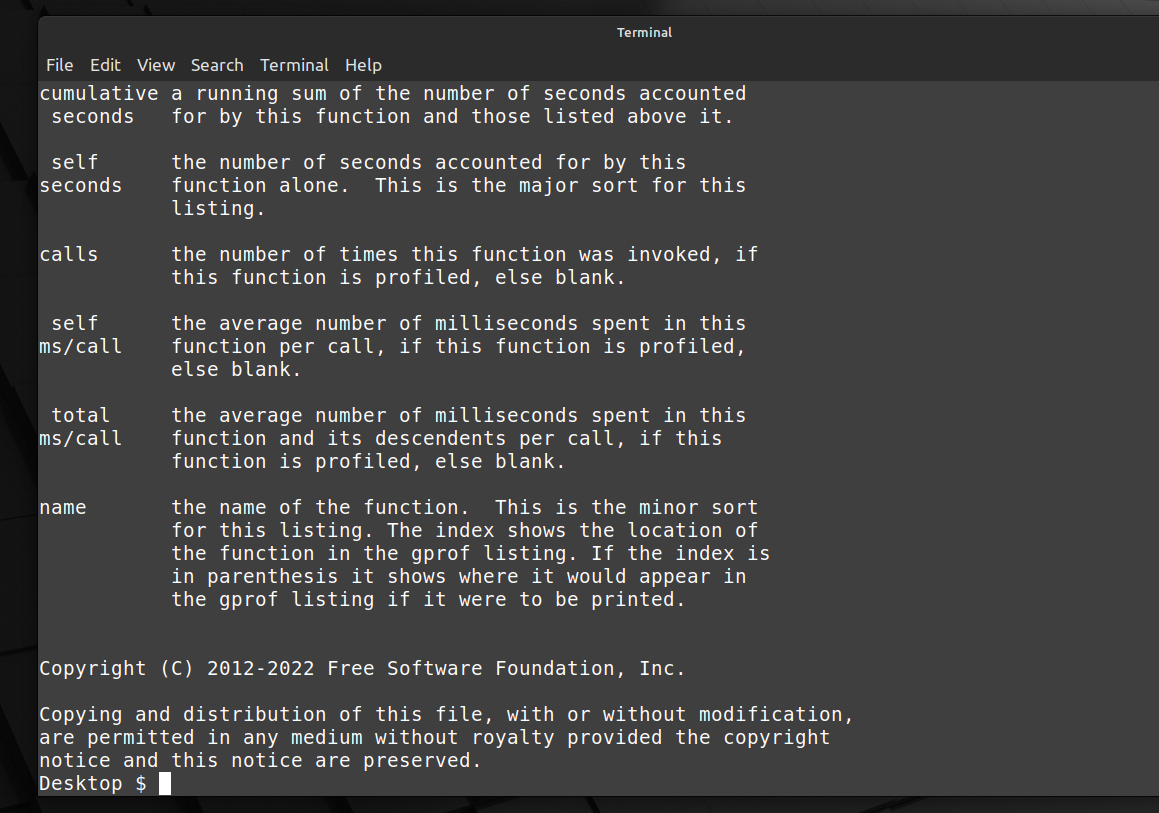 Terminal
File Edit View Search Terminal Help
cumulative a running sum of the number of seconds accounted
 seconds   for by this function and those listed above it.

 self      the number of seconds accounted for by this
seconds    function alone.  This is the major sort for this
           listing.

calls      the number of times this function was invoked, if
           this function is profiled, else blank.

 self      the average number of milliseconds spent in this
ms/call    function per call, if this function is profiled,
           else blank.

 total     the average number of milliseconds spent in this
ms/call    function and its descendents per call, if this
           function is profiled, else blank.

name       the name of the function.  This is the minor sort
           for this listing. The index shows the location of
           the function in the gprof listing. If the index is
           in parenthesis it shows where it would appear in
           the gprof listing if it were to be printed.

Copyright (C) 2012-2022 Free Software Foundation, Inc.

Copying and distribution of this file, with or without modification,
are permitted in any medium without royalty provided the copyright
notice and this notice are preserved.
Desktop $